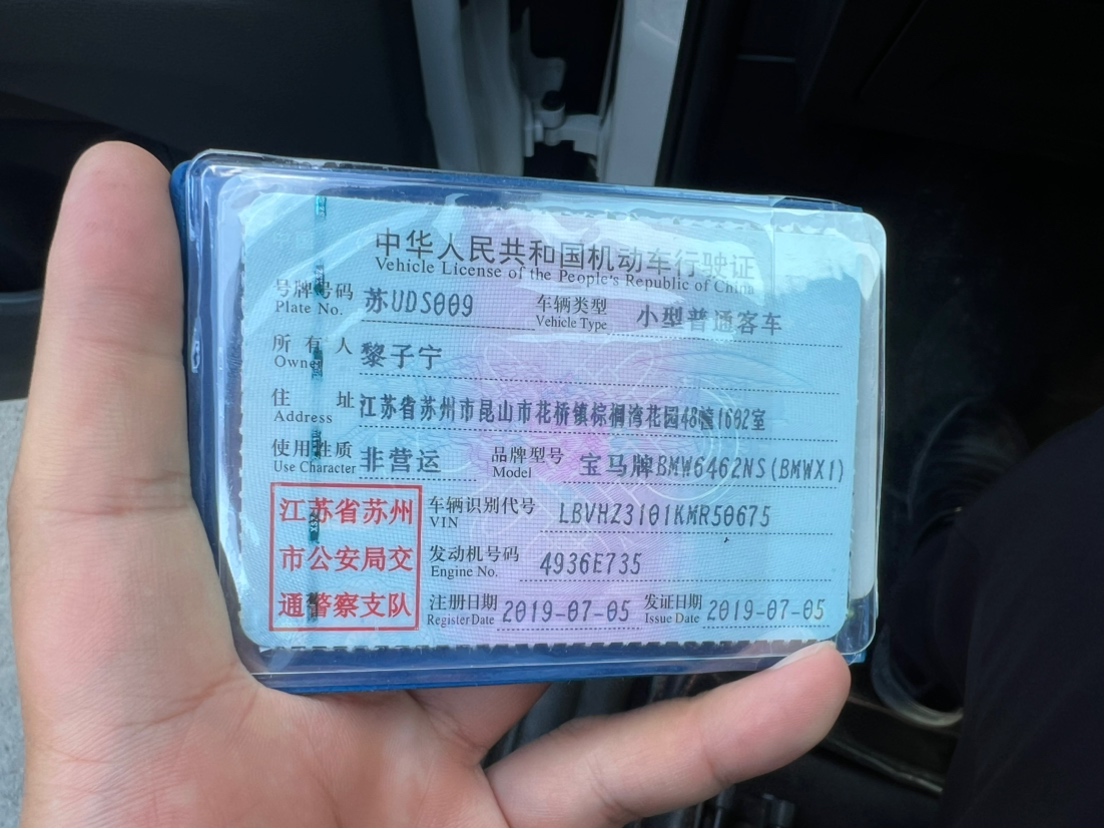 中华人民共和国机动车行驶证
Vehicle License of the People's Republic of China
号牌号码 苏UDS009 车辆类型 小型普通客车
Plate No. Vehicle Type
所有人 黎子宁
Owner
住址 江苏省苏州市昆山市花桥镇棕榈湾花园48幢1602室
Address
使用性质 非营运 品牌型号 宝马牌BMW6462NS(BMWX1)
Use Character Model
江苏省苏州 车辆识别代号 LBVHZ3101KMR50675
VIN
市公安局交 发动机号码 4936E735
Engine No.
通警察支队 注册日期 2019-07-05 发证日期 2019-07-05
Register Date Issue Date